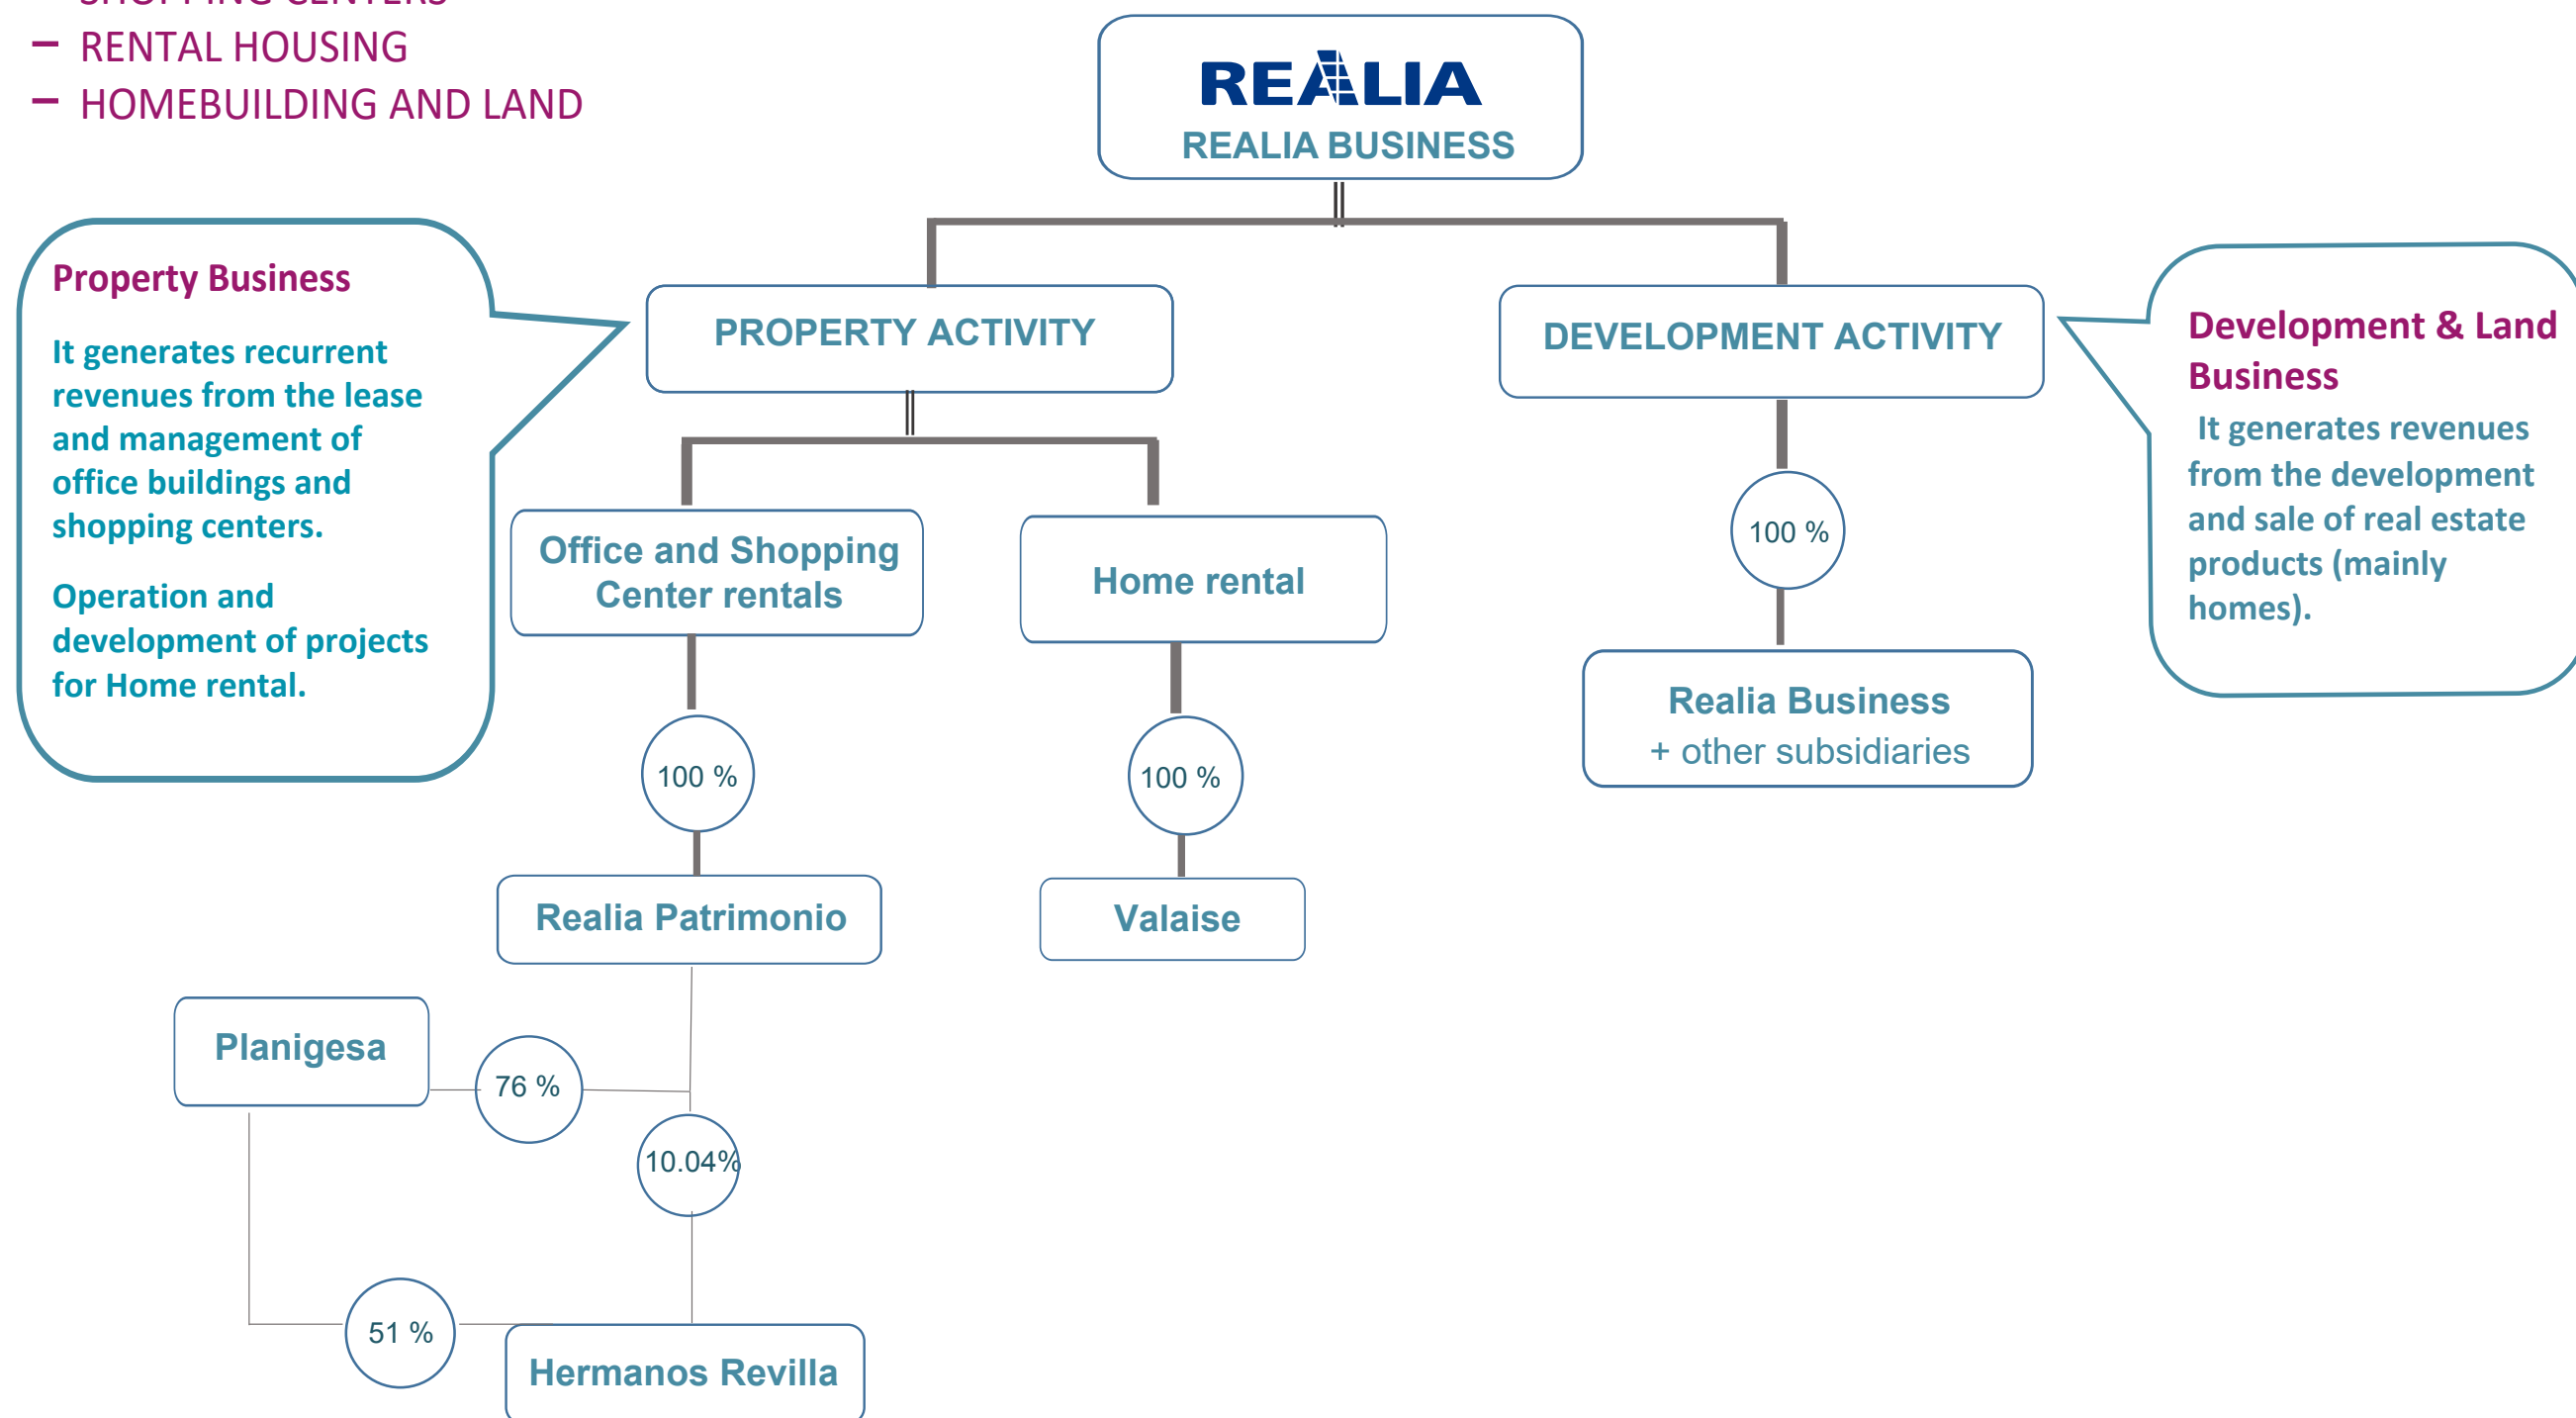 SHOPPING CENTERS
– RENTAL HOUSING
– HOMEBUILDING AND LAND
REALIA
REALIA BUSINESS
Property Business
It generates recurrent
revenues from the lease
and management of
office buildings and
shopping centers.
Operation and
development of projects
for Home rental.
PROPERTY ACTIVITY
DEVELOPMENT ACTIVITY
Development & Land
Business
It generates revenues
from the development
and sale of real estate
products (mainly
homes).
Office and Shopping
Center rentals
Home rental
100 %
Realia Business
+ other subsidiaries
100 %
100 %
Realia Patrimonio
Valaise
Planigesa
76 %
10.04%
51 %
Hermanos Revilla